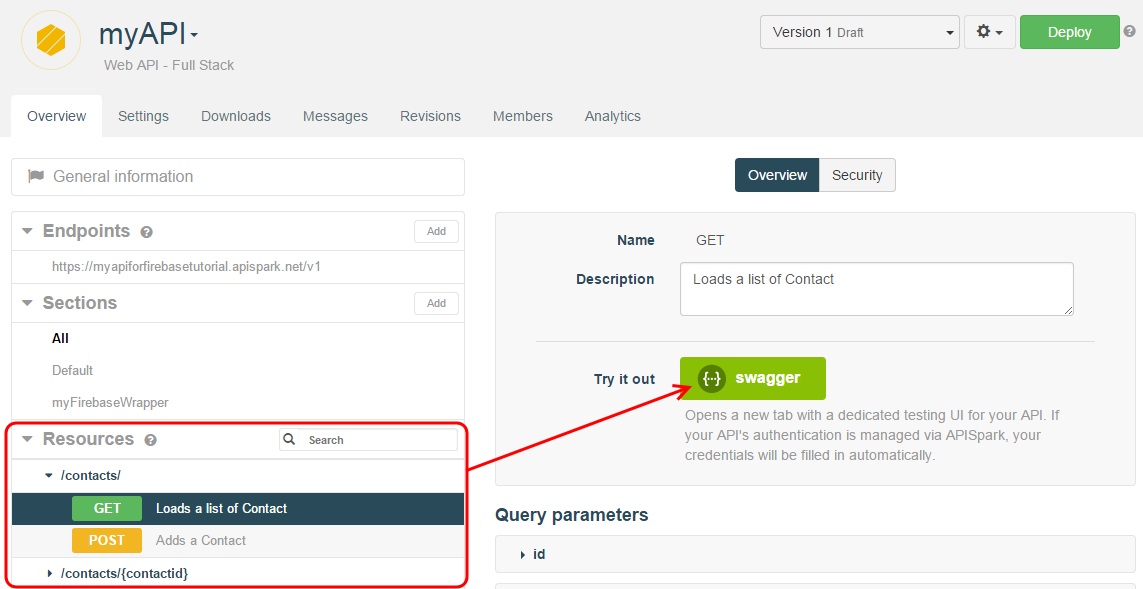 myAPI
Web API - Full Stack
Version 1 Draft
Deploy
Overview Settings Downloads Messages Revisions Members Analytics
General information
Endpoints
Add
https://myapiforfirebasetutorial.apispark.net/v1
Sections
Add
All
Default
myFirebaseWrapper
Resources
Search
/contacts/
GET Loads a list of Contact
POST Adds a Contact
/contacts/{contactid}
Overview Security
Name GET
Description Loads a list of Contact
Try it out {··} swagger
Opens a new tab with a dedicated testing UI for your API. If
your API's authentication is managed via APISpark, your
credentials will be filled in automatically.
Query parameters
id